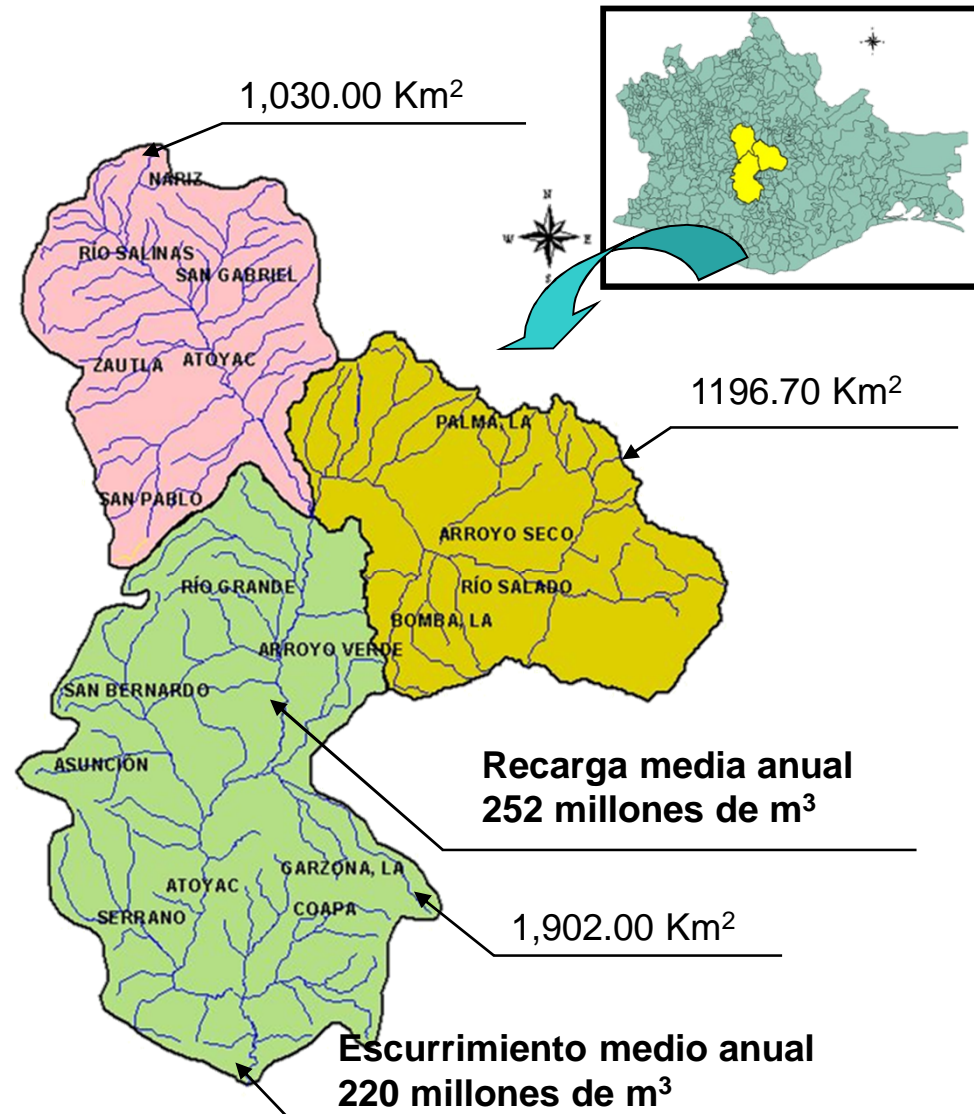 1,030.00 Km²
N
W E
S
NARIZ
RÍO SALINAS
SAN GABRIEL
ZAUTLA
ATOYAC
SAN PABLO
1196.70 Km²
PALMA, LA
ARROYO SECO
RÍO SALADO
BOMBA, LA
RÍO GRANDE
ARROYO VERDE
SAN BERNARDO
ASUNCIÓN
Recarga media anual
252 millones de m³
GARZONA, LA
ATOYAC
COAPA
SERRANO
1,902.00 Km²
Escurrimiento medio anual
220 millones de m³